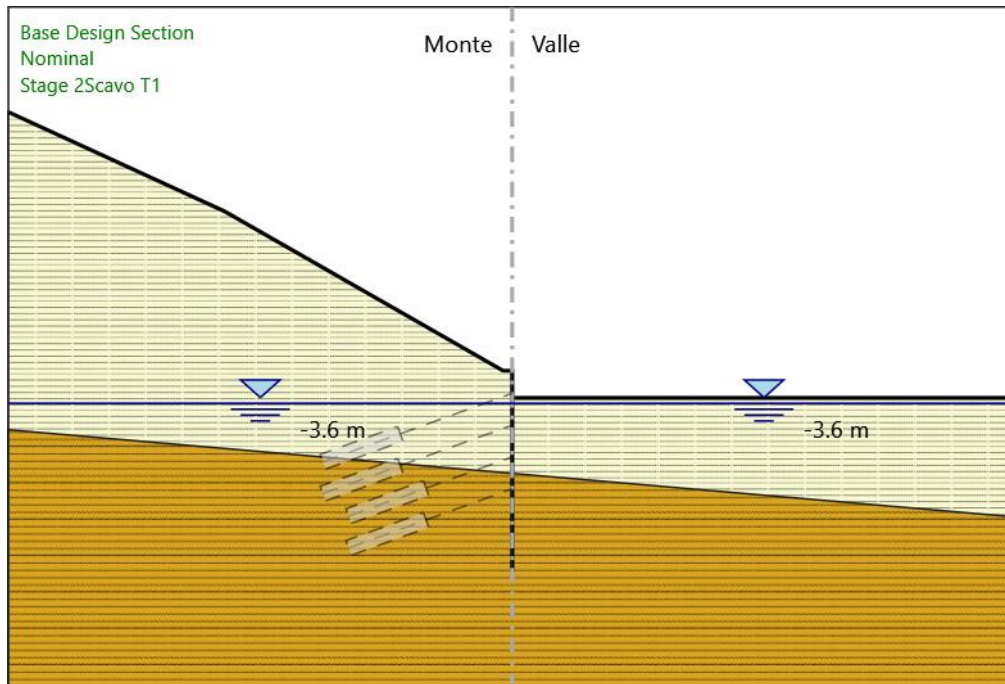 Base Design Section
Nominal
Stage 2Scavo T1
Monte Valle
-3.6 m -3.6 m